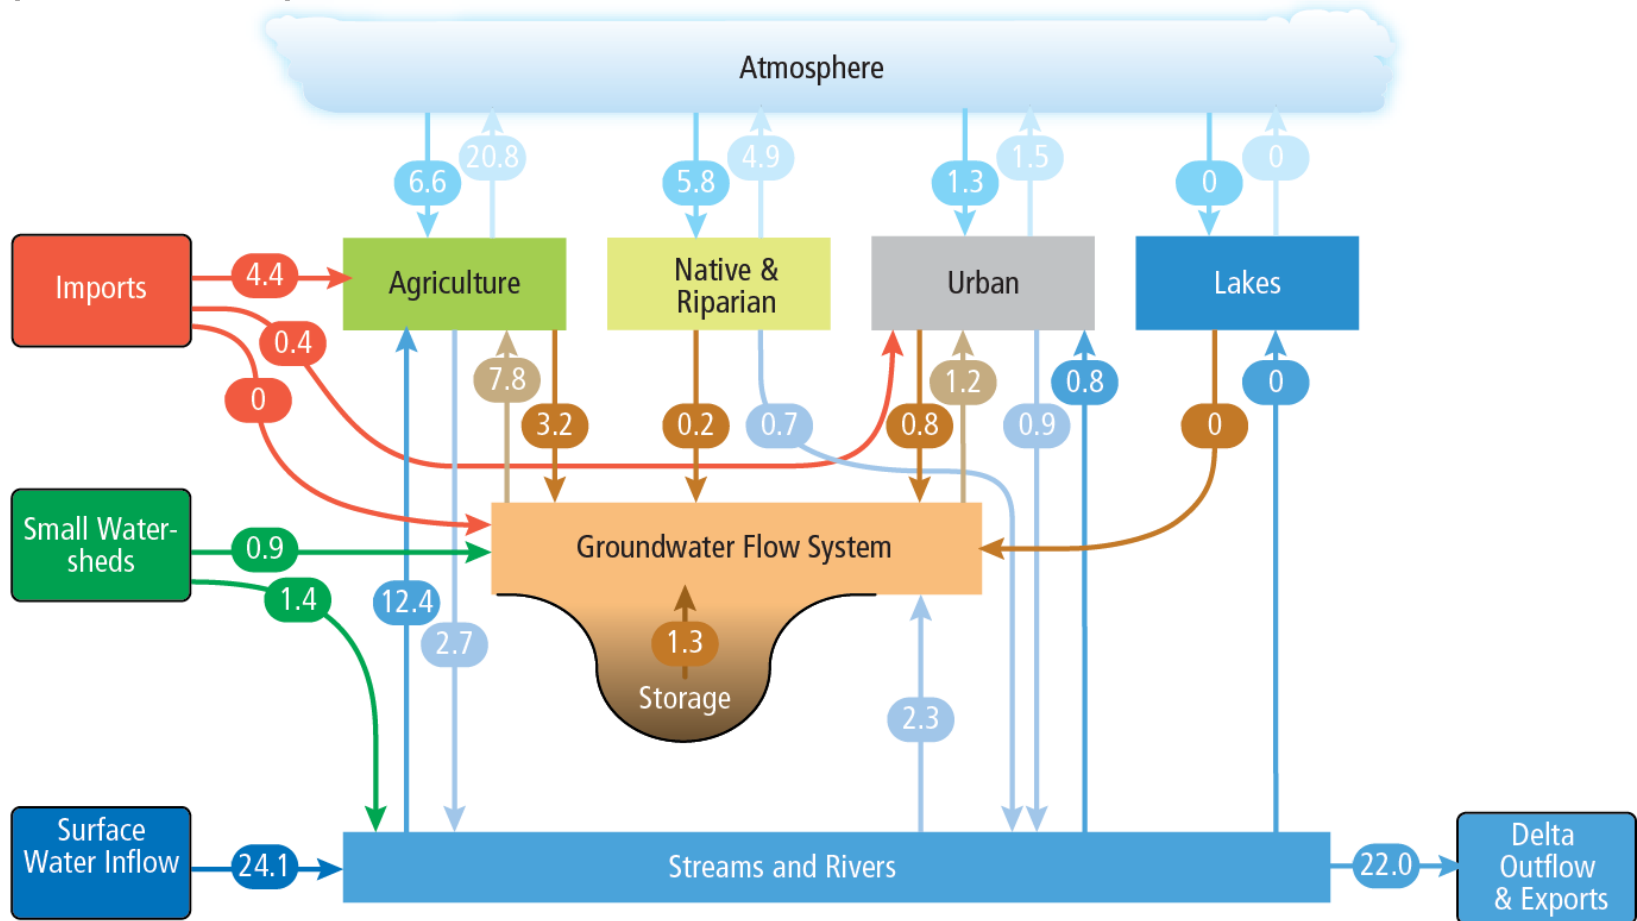 Atmosphere
20.8
4.9
1.5
0
6.6
5.8
1.3
0
Imports
4.4
Agriculture
Native &
Riparian
Urban
Lakes
0.4
0
7.8
3.2
0.2
0.7
0.8
1.2
0.9
0.8
0
0
Small Water-
sheds
0.9
1.4
Groundwater Flow System
12.4
2.7
1.3
Storage
2.3
Surface
Water Inflow
24.1
Streams and Rivers
22.0
Delta
Outflow
& Exports